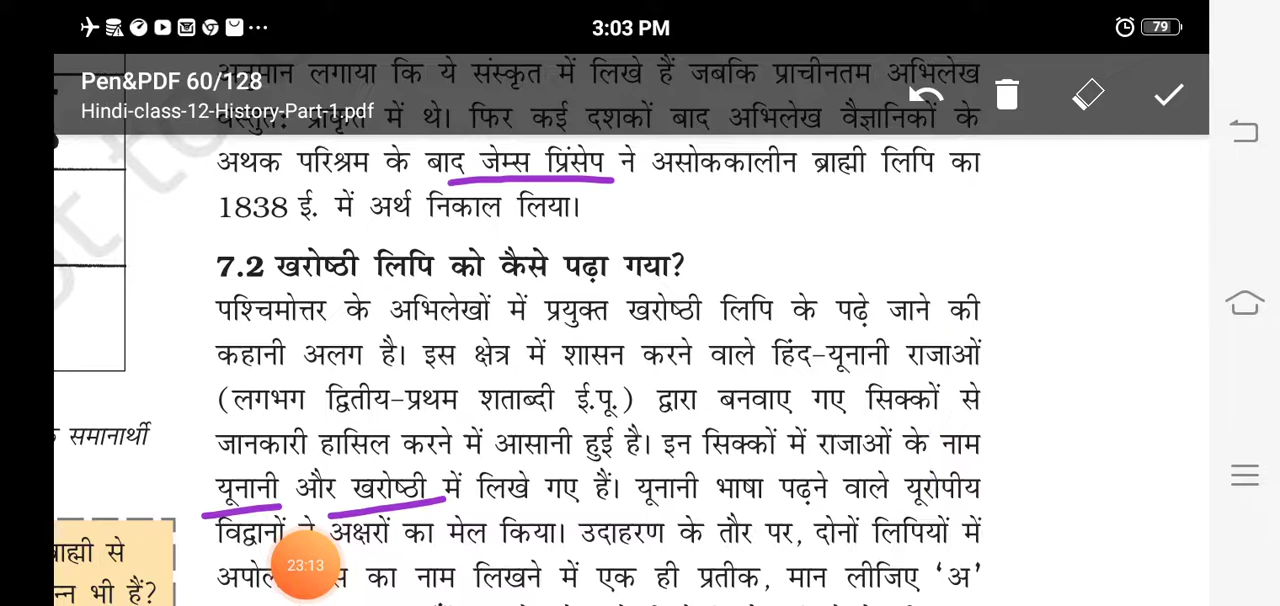 3:03 PM
79
Pen&PDF 60/128
Hindi-class-12-History-Part-1.pdf
अनुमान लगाया कि ये संस्कृत में लिखे हैं जबकि प्राचीनतम अभिलेख
वस्तुतः प्राकृत में थे। फिर कई दशकों बाद अभिलेख वैज्ञानिकों के
अथक परिश्रम के बाद जेम्स प्रिंसेप ने असोककालीन ब्राह्मी लिपि का
1838 ई. में अर्थ निकाल लिया।
7.2 खरोष्ठी लिपि को कैसे पढ़ा गया?
पश्चिमोत्तर के अभिलेखों में प्रयुक्त खरोष्ठी लिपि के पढ़े जाने की
कहानी अलग है। इस क्षेत्र में शासन करने वाले हिंद-यूनानी राजाओं
(लगभग द्वितीय-प्रथम शताब्दी ई.पू.) द्वारा बनवाए गए सिक्कों से
जानकारी हासिल करने में आसानी हुई है। इन सिक्कों में राजाओं के नाम
यूनानी और खरोष्ठी में लिखे गए हैं। यूनानी भाषा पढ़ने वाले यूरोपीय
विद्वानों ने अक्षरों का मेल किया। उदाहरण के तौर पर, दोनों लिपियों में
का नाम लिखने में एक ही प्रतीक, मान लीजिए ‘अ’
समानार्थी
ब्राह्मी से
भी हैं?
23:13